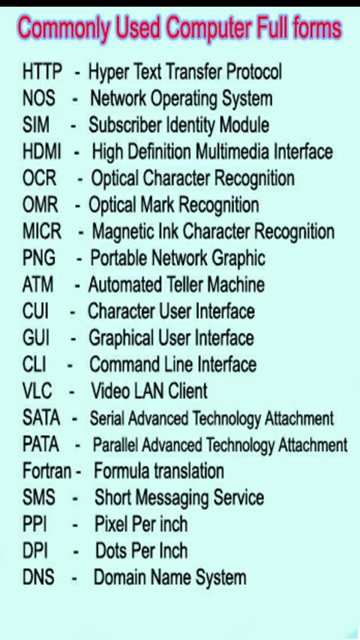 Commonly Used Computer Full forms
HTTP - Hyper Text Transfer Protocol
NOS - Network Operating System
SIM - Subscriber Identity Module
HDMI - High Definition Multimedia Interface
OCR - Optical Character Recognition
OMR - Optical Mark Recognition
MICR - Magnetic Ink Character Recognition
PNG - Portable Network Graphic
ATM - Automated Teller Machine
CUI - Character User Interface
GUI - Graphical User Interface
CLI - Command Line Interface
VLC - Video LAN Client
SATA - Serial Advanced Technology Attachment
PATA - Parallel Advanced Technology Attachment
Fortran - Formula translation
SMS - Short Messaging Service
PPI - Pixel Per inch
DPI - Dots Per Inch
DNS - Domain Name System